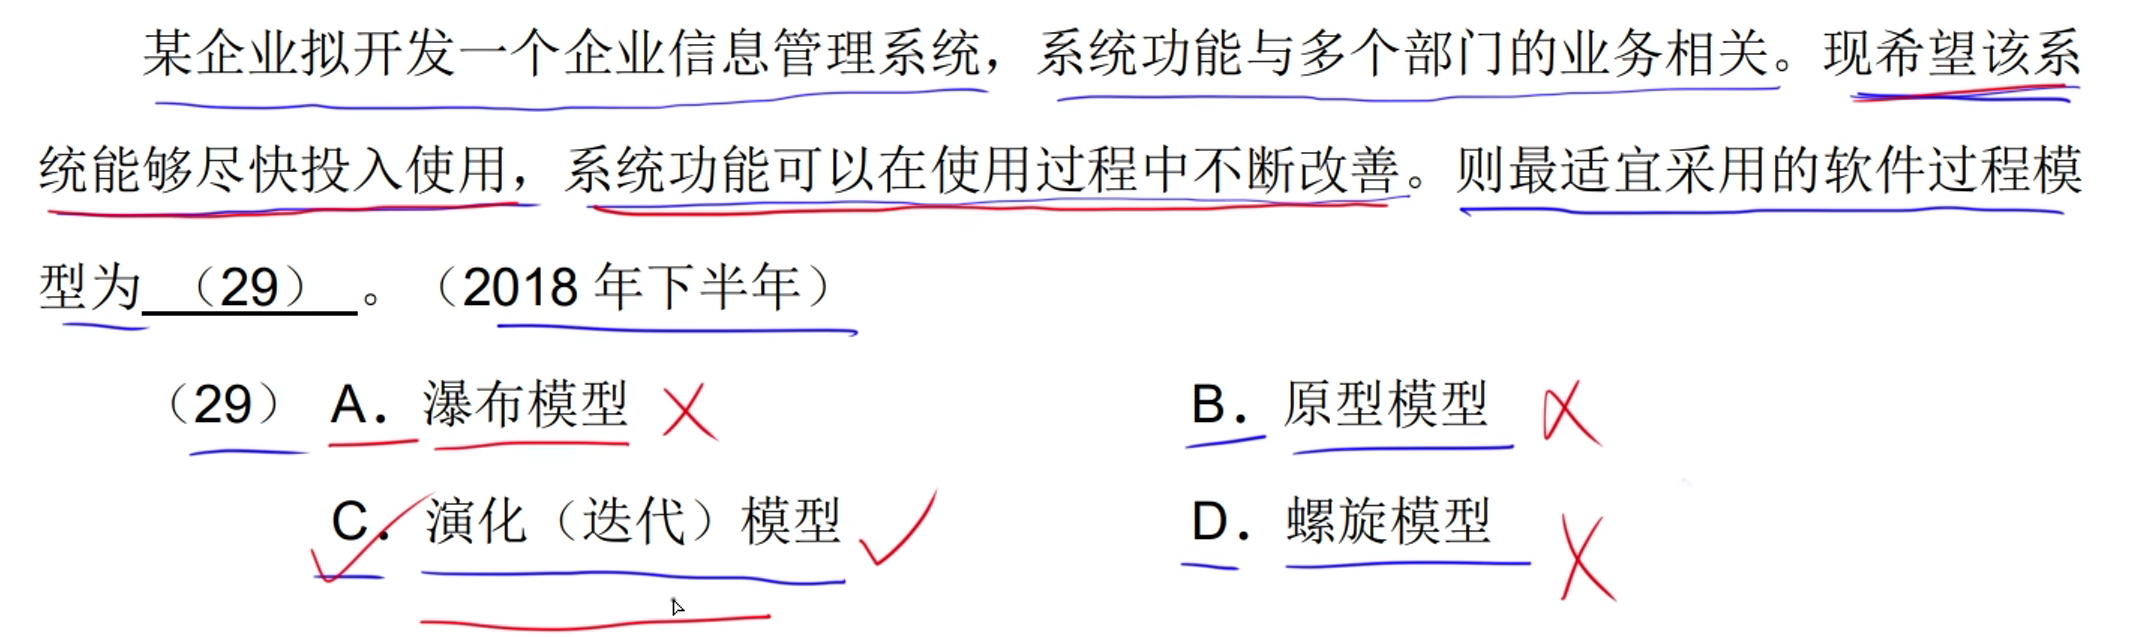 某企业拟开发一个企业信息管理系统，系统功能与多个部门的业务相关。现希望该系
统能够尽快投入使用，系统功能可以在使用过程中不断改善。则最适宜采用的软件过程模
型为 （29） 。（2018 年下半年）
（29） A．瀑布模型 B．原型模型
C．演化（迭代）模型 D．螺旋模型